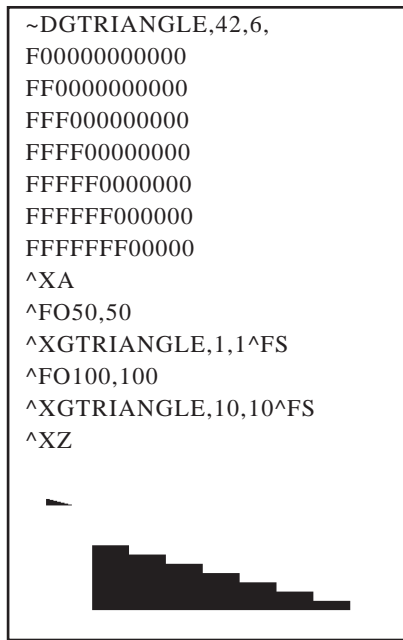 ~DGTRIANGLE,42,6,
F00000000000
FF0000000000
FFF000000000
FFFF00000000
FFFFF0000000
FFFFFF000000
FFFFFFF00000
^XA
^FO50,50
^XGTRIANGLE,1,1^FS
^FO100,100
^XGTRIANGLE,10,10^FS
^XZ